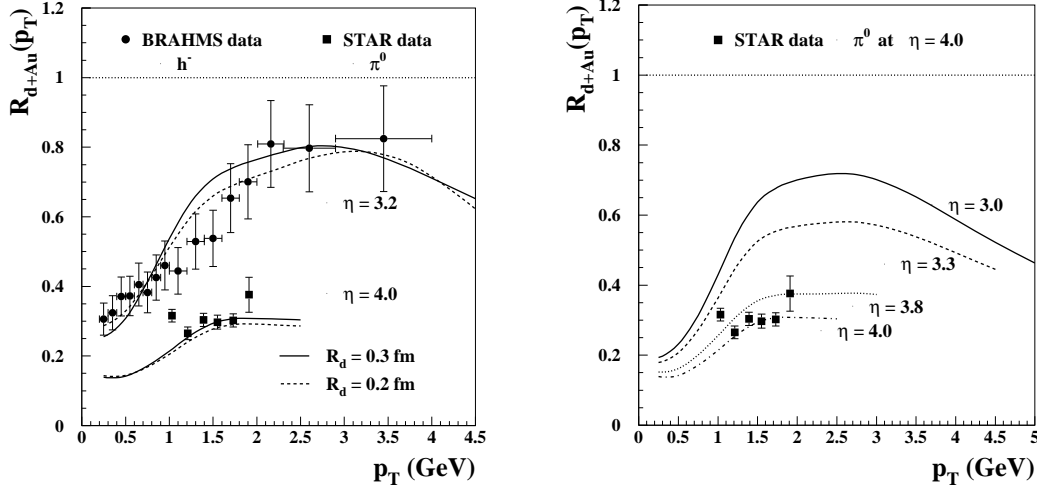 R_{d+Au}(p_T)
1.2
1
0.8
0.6
0.4
0.2
0
BRAHMS data
STAR data
h^-
π^0
η = 3.2
η = 4.0
R_d = 0.3 fm
R_d = 0.2 fm
0 0.5 1 1.5 2 2.5 3 3.5 4 4.5
p_T (GeV)
R_{d+Au}(p_T)
1.2
1
0.8
0.6
0.4
0.2
0
STAR data π^0 at η = 4.0
η = 3.0
η = 3.3
η = 3.8
η = 4.0
0 0.5 1 1.5 2 2.5 3 3.5 4 4.5 5
p_T (GeV)